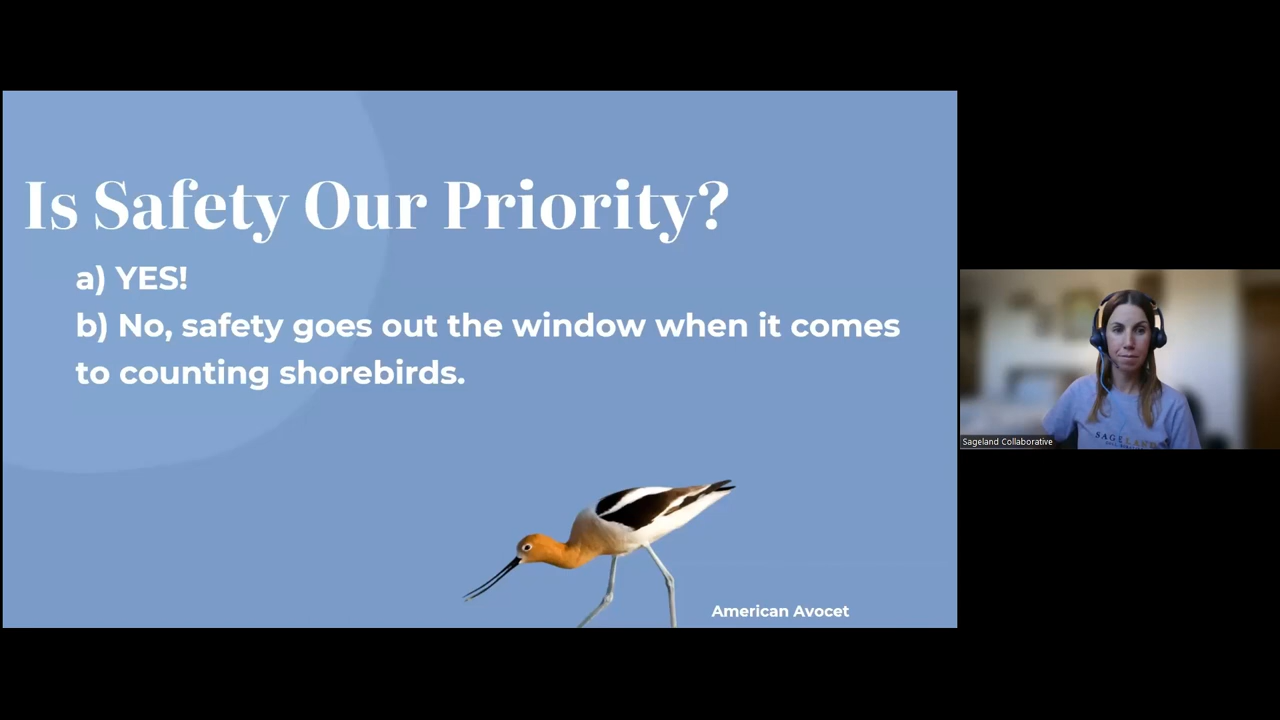 Is Safety Our Priority?
a) YES!
b) No, safety goes out the window when it comes
to counting shorebirds.
American Avocet
Sageland Collaborative
SAGELAND